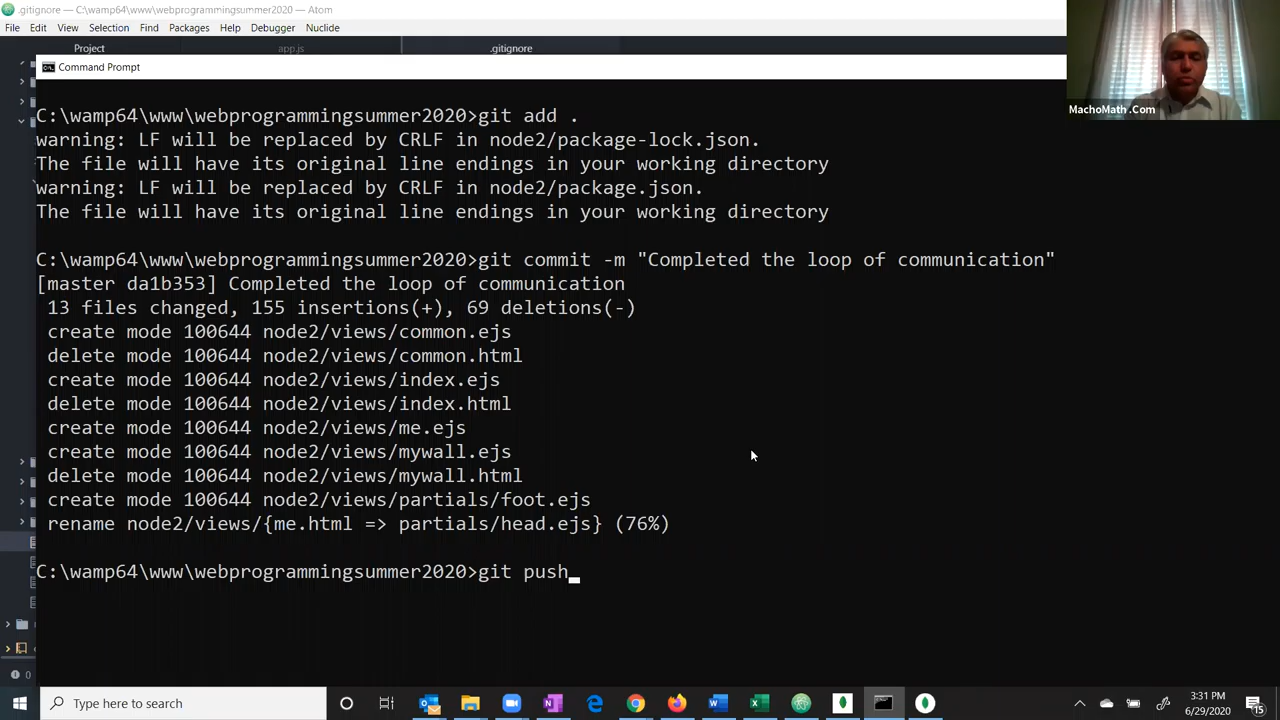 .gitignore — C:\wamp64\www\webprogrammingsummer2020 — Atom
File Edit View Selection Find Packages Help Debugger Nuclide
Project app.js .gitignore
Command Prompt
MachoMath .Com
C:\wamp64\www\webprogrammingsummer2020>git add .
warning: LF will be replaced by CRLF in node2/package-lock.json.
The file will have its original line endings in your working directory
warning: LF will be replaced by CRLF in node2/package.json.
The file will have its original line endings in your working directory
C:\wamp64\www\webprogrammingsummer2020>git commit -m "Completed the loop of communication"
[master da1b353] Completed the loop of communication
13 files changed, 155 insertions(+), 69 deletions(-)
create mode 100644 node2/views/common.ejs
delete mode 100644 node2/views/common.html
create mode 100644 node2/views/index.ejs
delete mode 100644 node2/views/index.html
create mode 100644 node2/views/me.ejs
create mode 100644 node2/views/mywall.ejs
delete mode 100644 node2/views/mywall.html
create mode 100644 node2/views/partials/foot.ejs
rename node2/views/{me.html => partials/head.ejs} (76%)
C:\wamp64\www\webprogrammingsummer2020>git push
0
Type here to search
3:31 PM
6/29/2020
15